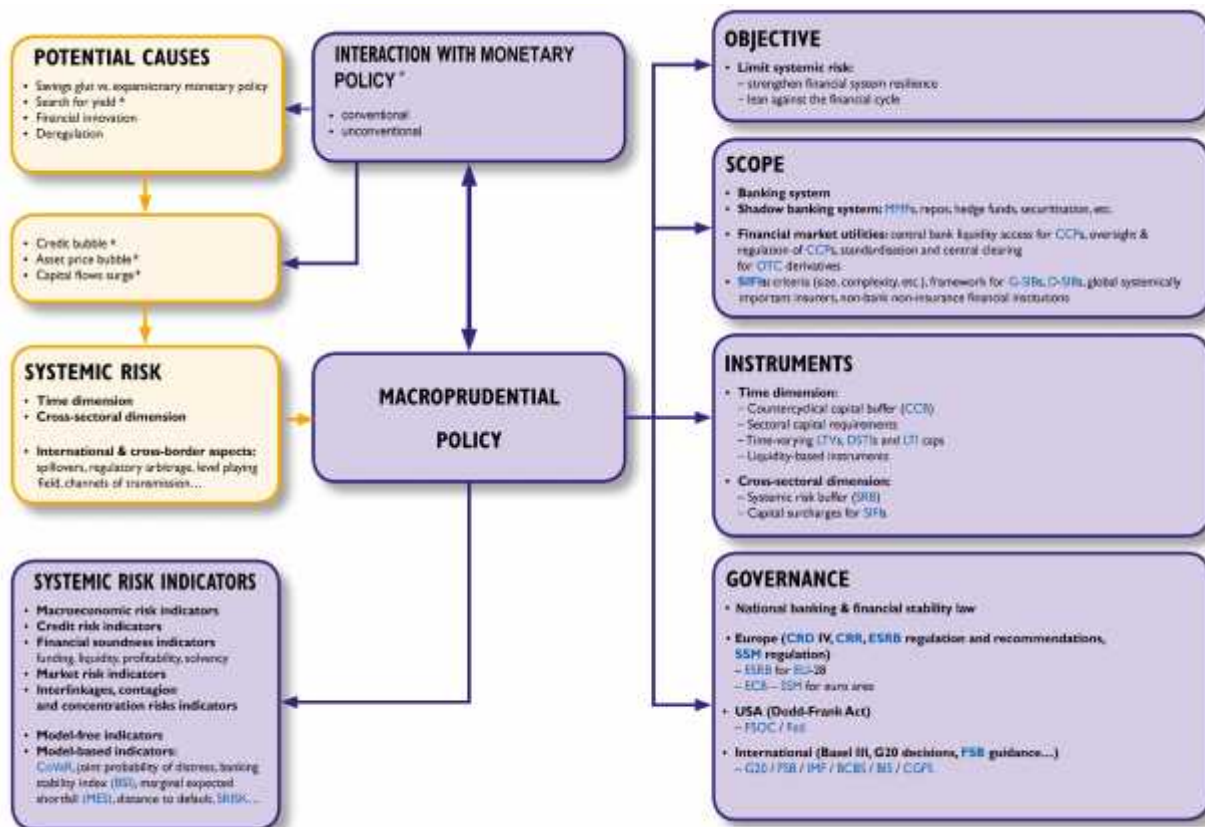 POTENTIAL CAUSES
• Savings glut vs. expansionary monetary policy
• Search for yield *
• Financial innovation
• Deregulation
INTERACTION WITH MONETARY
POLICY *
• conventional
• unconventional
• Credit bubble *
• Asset price bubble *
• Capital flows surge *
SYSTEMIC RISK
• Time dimension
• Cross-sectoral dimension
• International & cross-border aspects:
spillovers, regulatory arbitrage, level playing
field, channels of transmission…
MACROPRUDENTIAL
POLICY
SYSTEMIC RISK INDICATORS
• Macroeconomic risk indicators
• Credit risk indicators
• Financial soundness indicators
funding, liquidity, profitability, solvency
• Market risk indicators
• Interlinkages, contagion
and concentration risks indicators
• Model-free indicators
• Model-based indicators:
CoVaR, joint probability of distress, banking
stability index (BSI), marginal expected
shortfall (MES), distance to default, SRISK…
OBJECTIVE
• Limit systemic risk:
– strengthen financial system resilience
– lean against the financial cycle
SCOPE
• Banking system
• Shadow banking system: MMFs, repos, hedge funds, securitisation, etc.
• Financial market utilities: central bank liquidity access for CCPs, oversight &
regulation of CCPs, standardisation and central clearing
for OTC derivatives
• SIFIs: criteria (size, complexity, etc.), framework for G-SIBs, D-SIBs, global systemically
important insurers, non-bank non-insurance financial institutions
INSTRUMENTS
• Time dimension:
– Countercyclical capital buffer (CCB)
– Sectoral capital requirements
– Time-varying LTVs, DSTIs and LTI caps
– Liquidity-based instruments
• Cross-sectoral dimension:
– Systemic risk buffer (SRB)
– Capital surcharges for SIFIs
GOVERNANCE
• National banking & financial stability law
• Europe (CRD IV, CRR, ESRB regulation and recommendations,
SSM regulation)
– ESRB for EU-28
– ECB – SSM for euro area
• USA (Dodd-Frank Act)
– FSOC / Fed
• International (Basel III, G20 decisions, FSB guidance…)
– G20 / FSB / IMF / BCBS / BIS / CGFS